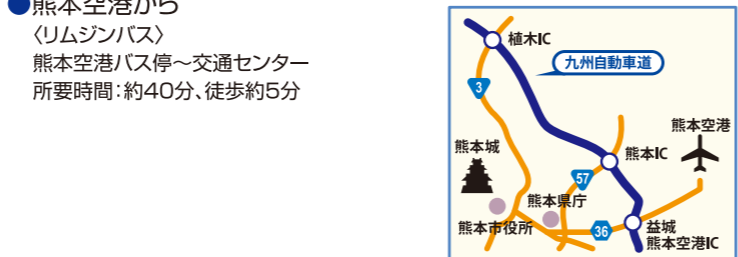 ●熊本空港から
〈リムジンバス〉
熊本空港バス停～交通センター
所要時間：約40分、徒歩約5分
植木IC
九州自動車道
3
熊本空港
熊本城
熊本IC
57
熊本県庁
熊本市役所
36
益城
熊本空港IC